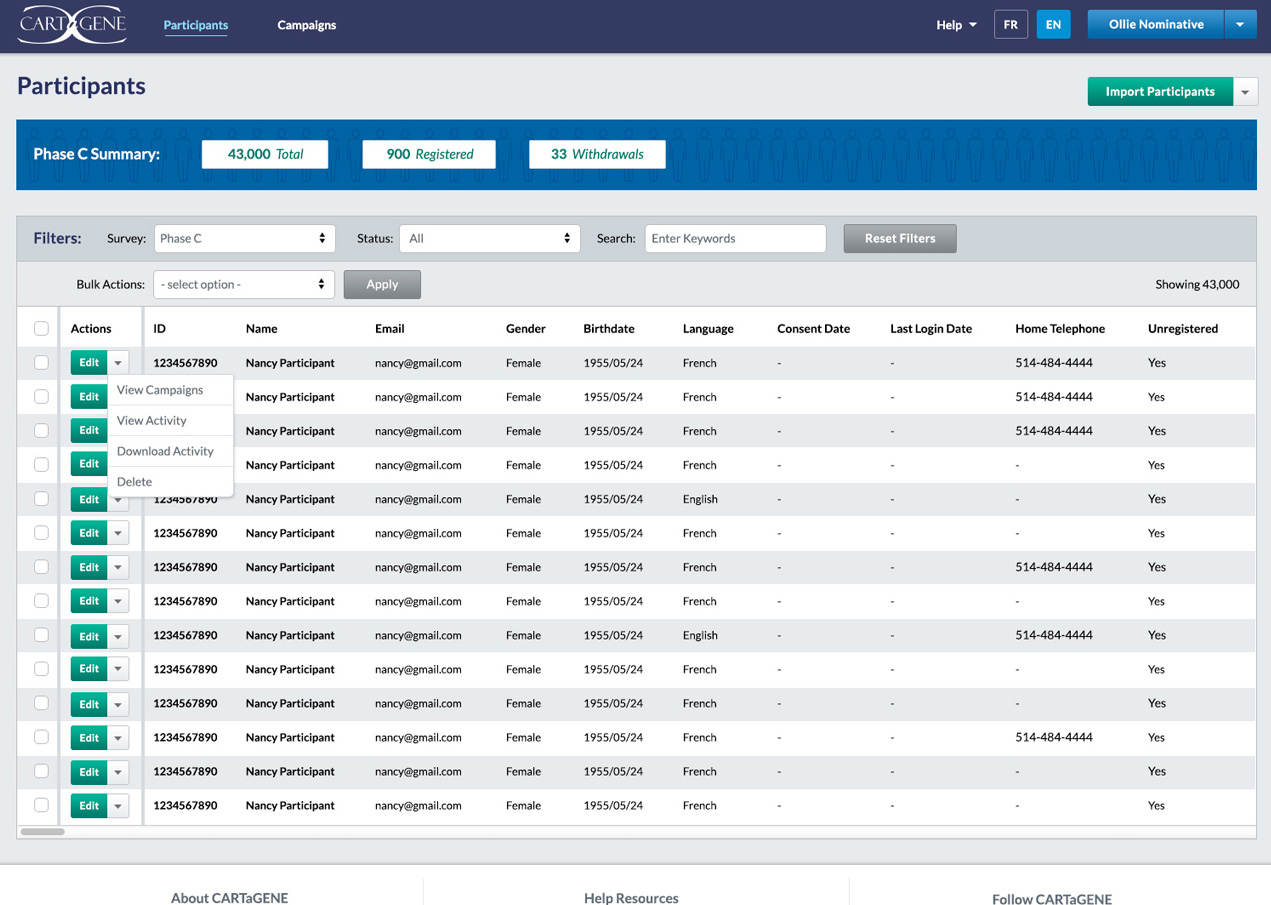 CARTaGENE Participants Campaigns Help FR EN Ollie Nominative
Participants Import Participants
Phase C Summary: 43,000 Total 900 Registered 33 Withdrawals
Filters: Survey: Phase C Status: All Search: Enter Keywords Reset Filters
Bulk Actions: - select option - Apply Showing 43,000
Actions ID Name Email Gender Birthdate Language Consent Date Last Login Date Home Telephone Unregistered
Edit 1234567890 Nancy Participant nancy@gmail.com Female 1955/05/24 French - - 514-484-4444 Yes
View Campaigns
Edit Nancy Participant nancy@gmail.com Female 1955/05/24 French - - 514-484-4444 Yes
View Activity
Edit Nancy Participant nancy@gmail.com Female 1955/05/24 French - - 514-484-4444 Yes
Download Activity
Edit Nancy Participant nancy@gmail.com Female 1955/05/24 French - - - Yes
Delete
Edit 1234567890 Nancy Participant nancy@gmail.com Female 1955/05/24 English - - - Yes
Edit 1234567890 Nancy Participant nancy@gmail.com Female 1955/05/24 French - - - Yes
Edit 1234567890 Nancy Participant nancy@gmail.com Female 1955/05/24 French - - 514-484-4444 Yes
Edit 1234567890 Nancy Participant nancy@gmail.com Female 1955/05/24 French - - - Yes
Edit 1234567890 Nancy Participant nancy@gmail.com Female 1955/05/24 English - - 514-484-4444 Yes
Edit 1234567890 Nancy Participant nancy@gmail.com Female 1955/05/24 French - - - Yes
Edit 1234567890 Nancy Participant nancy@gmail.com Female 1955/05/24 French - - - Yes
Edit 1234567890 Nancy Participant nancy@gmail.com Female 1955/05/24 French - - 514-484-4444 Yes
Edit 1234567890 Nancy Participant nancy@gmail.com Female 1955/05/24 French - - - Yes
Edit 1234567890 Nancy Participant nancy@gmail.com Female 1955/05/24 French - - - Yes
About CARTaGENE Help Resources Follow CARTaGENE